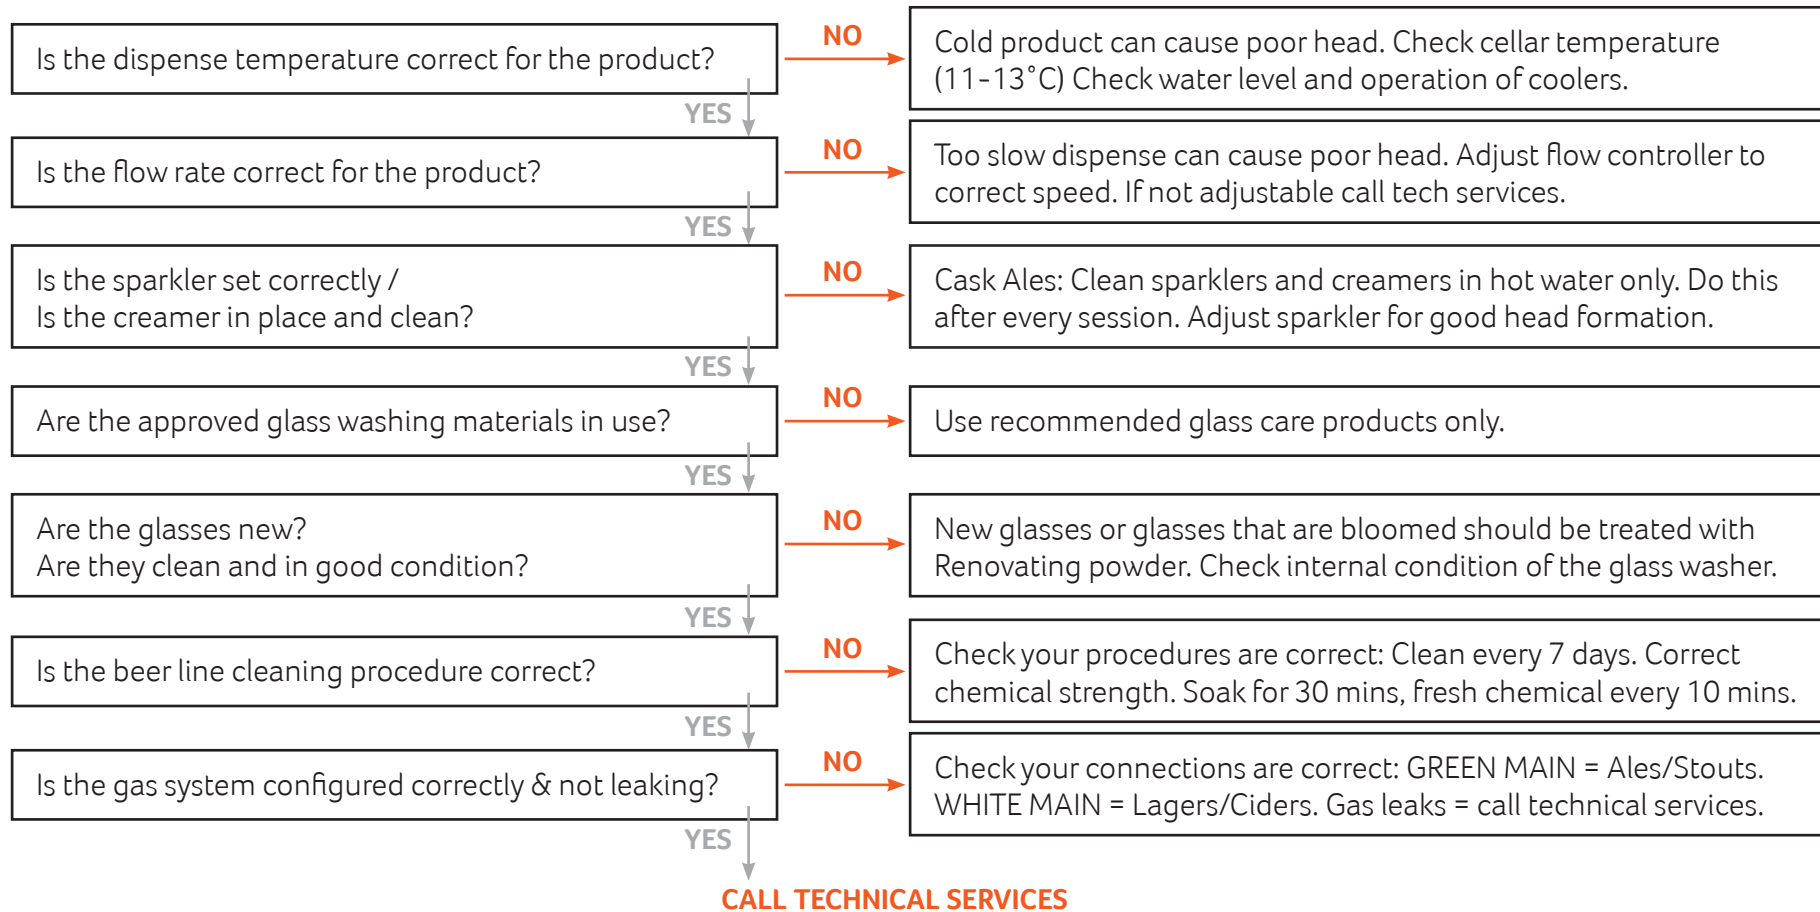 Is the dispense temperature correct for the product?
NO
Cold product can cause poor head. Check cellar temperature
(11-13°C) Check water level and operation of coolers.
YES
Is the flow rate correct for the product?
NO
Too slow dispense can cause poor head. Adjust flow controller to
correct speed. If not adjustable call tech services.
YES
Is the sparkler set correctly /
Is the creamer in place and clean?
NO
Cask Ales: Clean sparklers and creamers in hot water only. Do this
after every session. Adjust sparkler for good head formation.
YES
Are the approved glass washing materials in use?
NO
Use recommended glass care products only.
YES
Are the glasses new?
Are they clean and in good condition?
NO
New glasses or glasses that are bloomed should be treated with
Renovating powder. Check internal condition of the glass washer.
YES
Is the beer line cleaning procedure correct?
NO
Check your procedures are correct: Clean every 7 days. Correct
chemical strength. Soak for 30 mins, fresh chemical every 10 mins.
YES
Is the gas system configured correctly & not leaking?
NO
Check your connections are correct: GREEN MAIN = Ales/Stouts.
WHITE MAIN = Lagers/Ciders. Gas leaks = call technical services.
YES
CALL TECHNICAL SERVICES